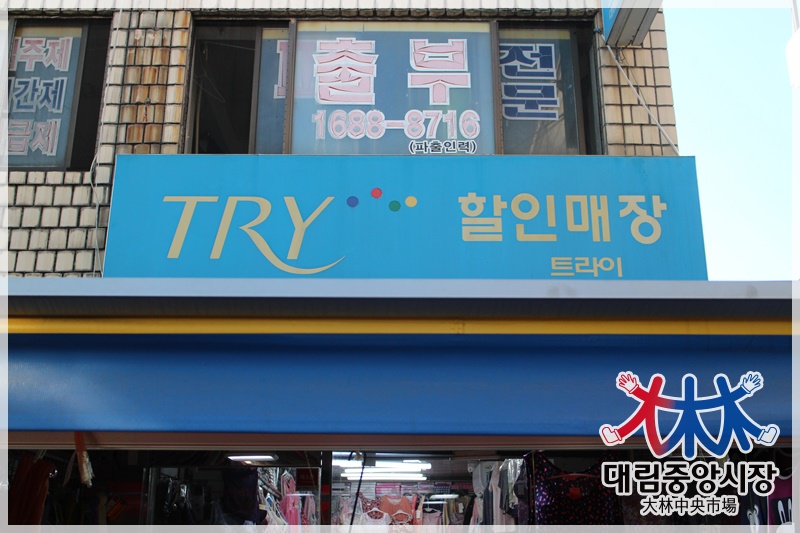 주제
간제
급제
출부
전문
1688-8716
(파출인력)
TRY 할인매장
트라이
대림중앙시장
大林中央市場